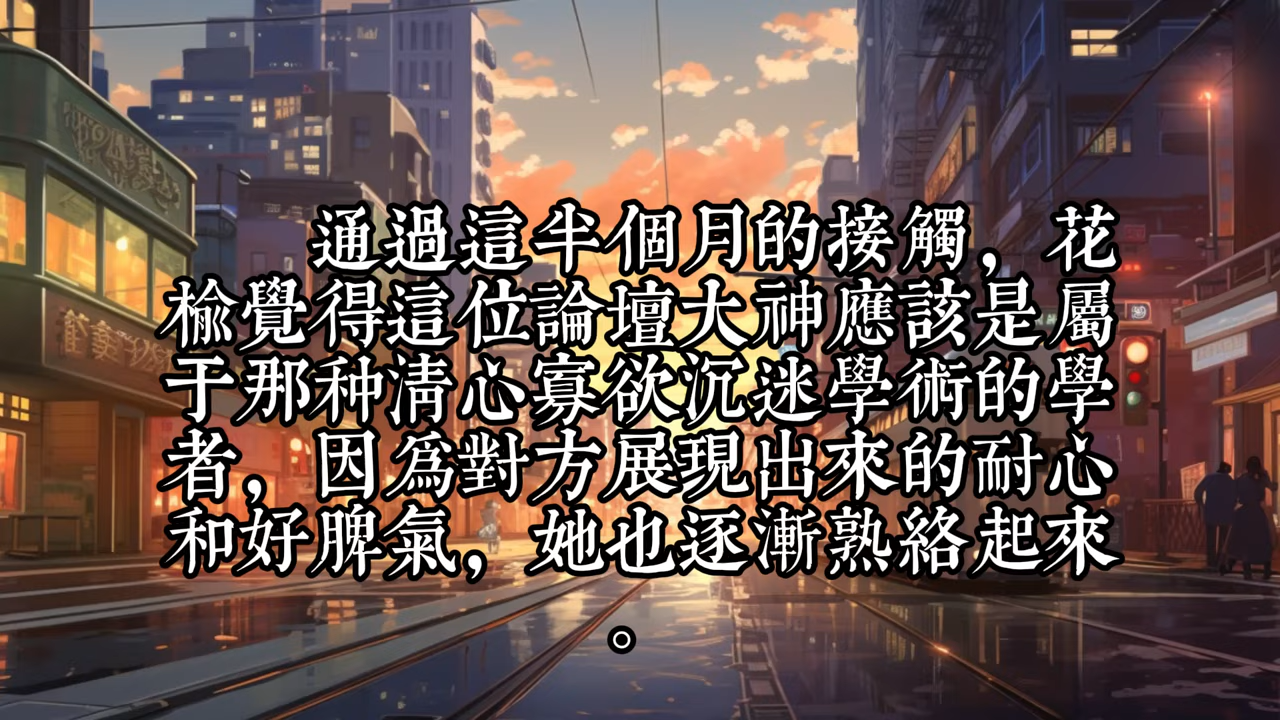 通過這半個月的接觸，花
榆覺得這位論壇大神應該是屬
于那种淸心寡欲沉迷學術的學
者，因爲對方展現出來的耐心
和好脾氣，她也逐漸熟絡起來
。